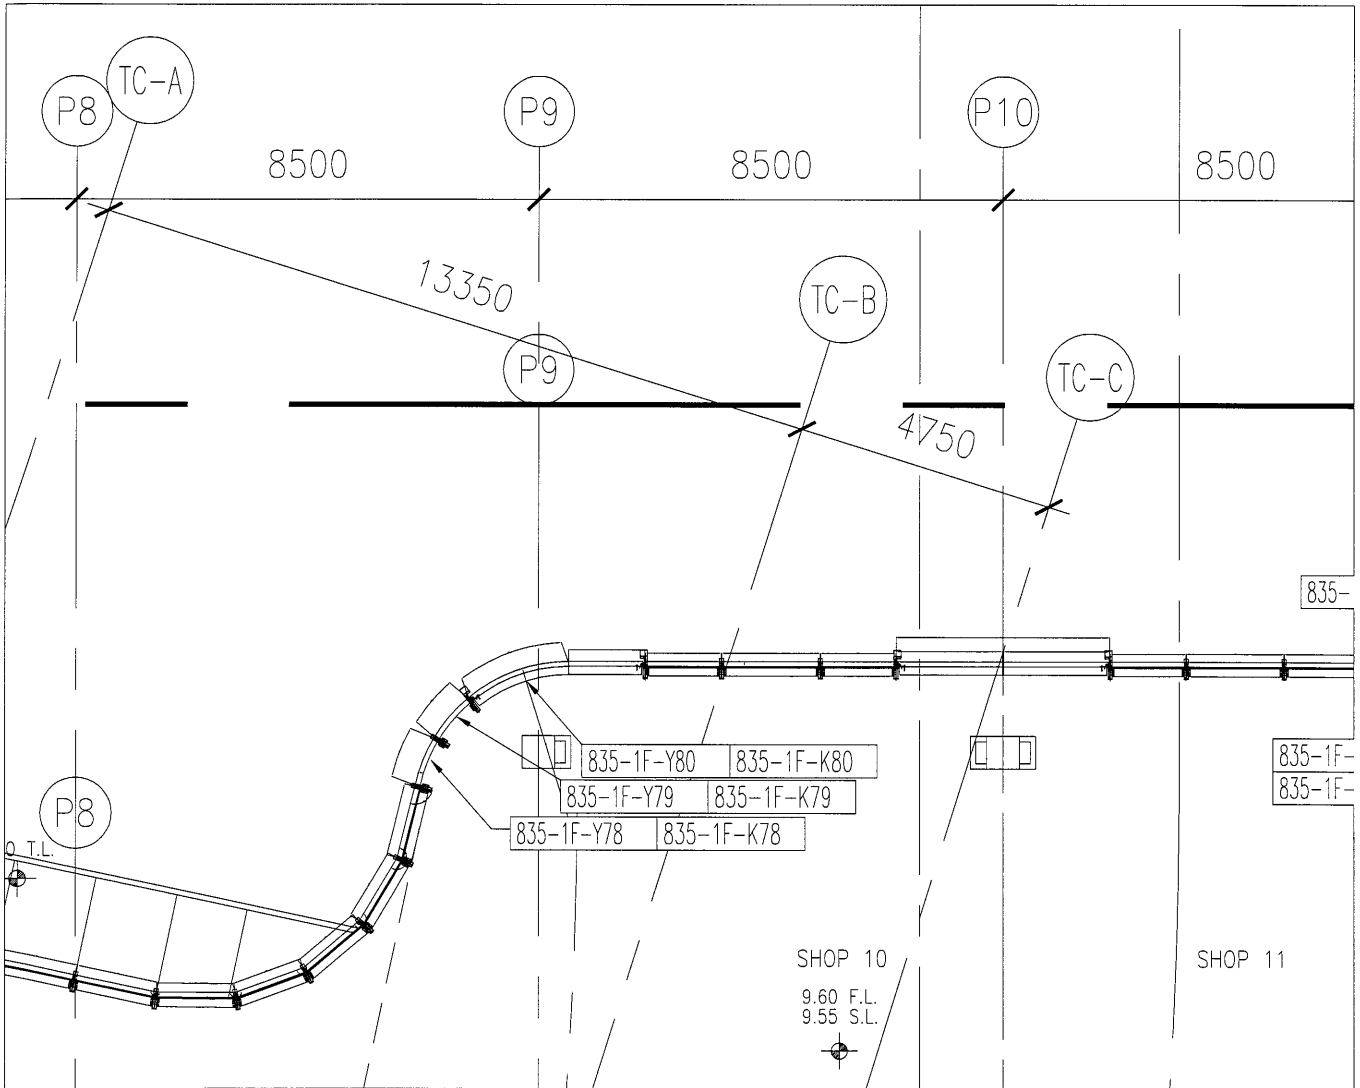 TC-A
P8
P9
P10
8500
8500
8500
13350
TC-B
P9
TC-C
4750
835-
835-1F-Y80 835-1F-K80
835-1F-
835-1F-Y79 835-1F-K79
835-1F-
835-1F-Y78 835-1F-K78
P8
0 T.L.
SHOP 10
SHOP 11
9.60 F.L.
9.55 S.L.